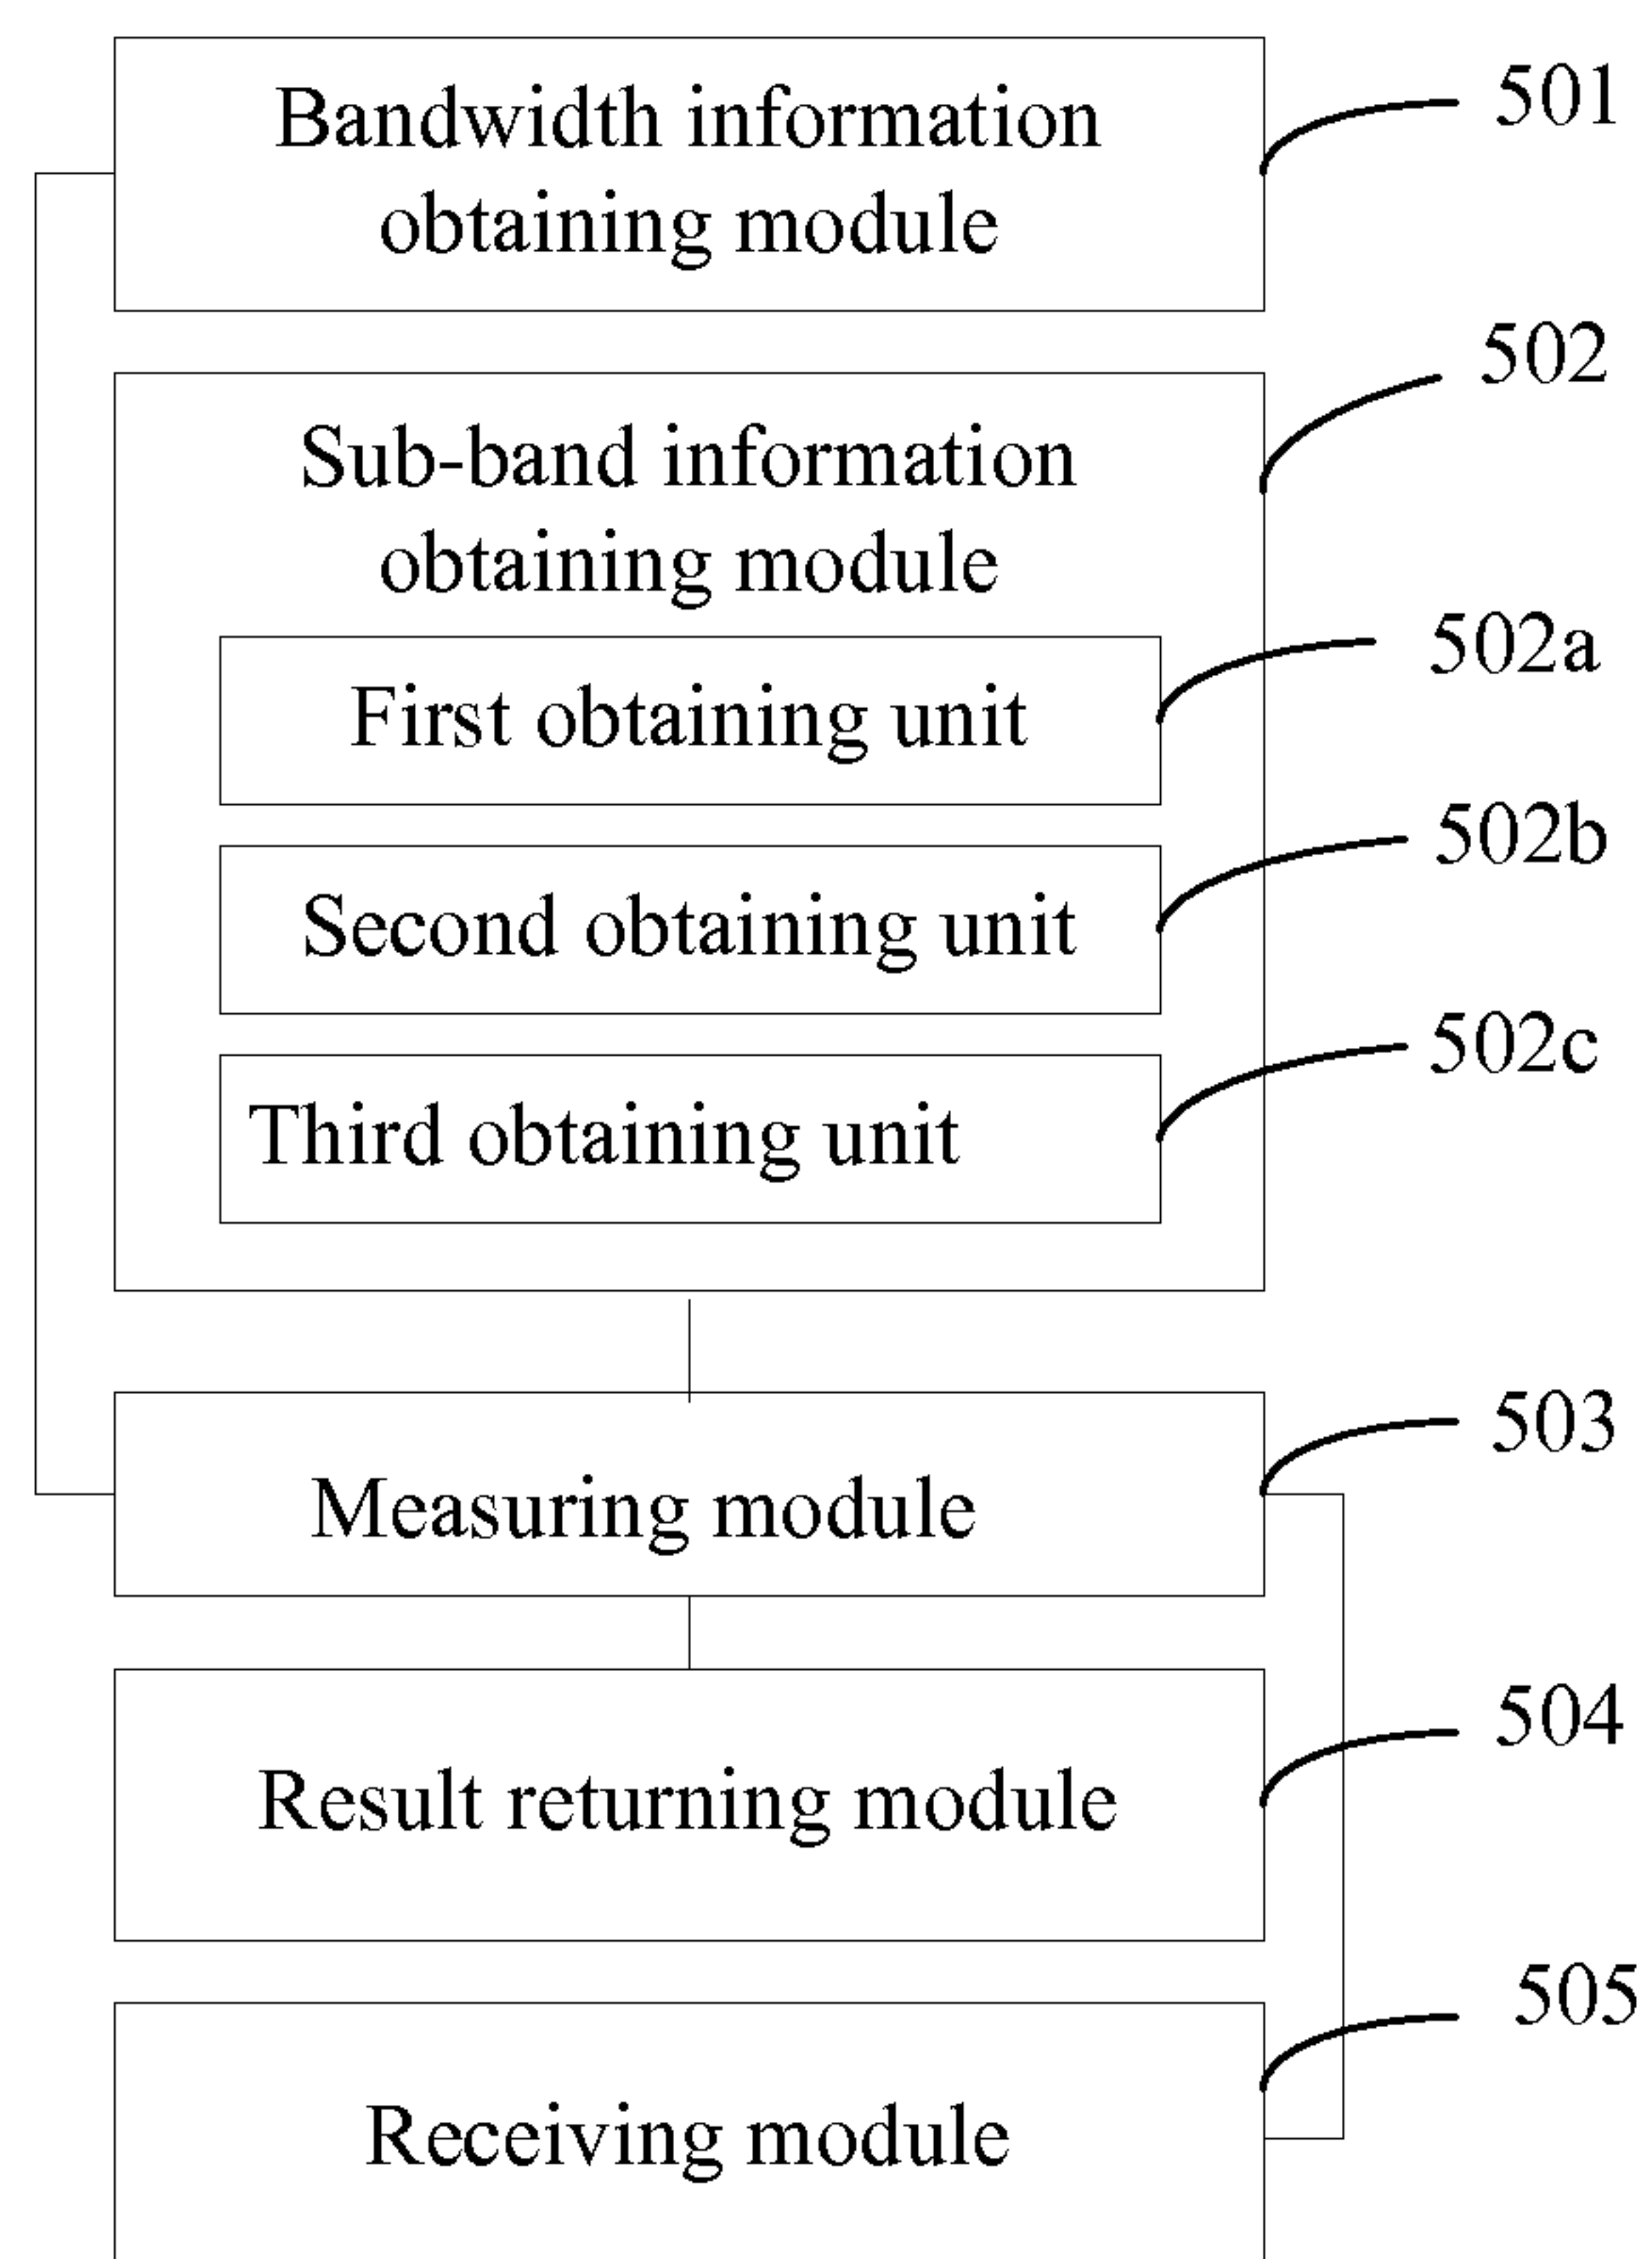 Bandwidth information
obtaining module
501
Sub-band information
obtaining module
502
First obtaining unit
502a
Second obtaining unit
502b
Third obtaining unit
502c
Measuring module
503
Result returning module
504
Receiving module
505